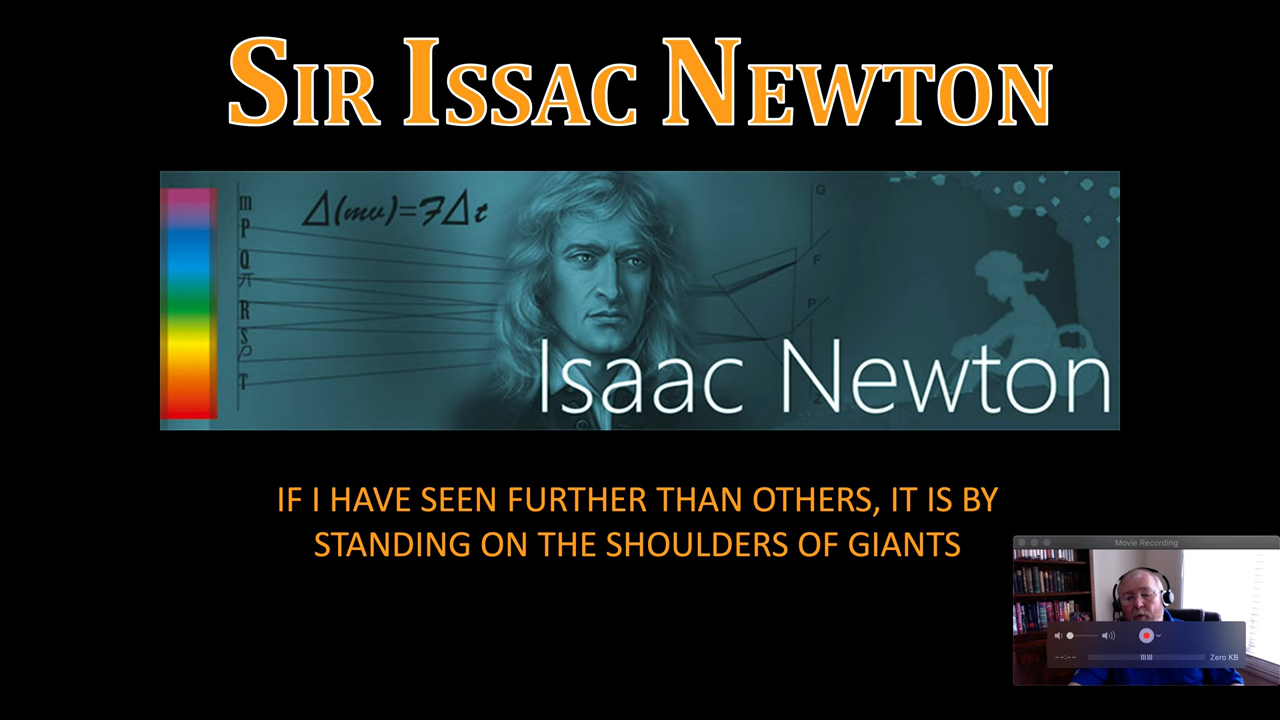 SIR ISSAC NEWTON
Δ(mv)=FΔt
m
P
Q
π
R
S
T
G
F
P
Isaac Newton
IF I HAVE SEEN FURTHER THAN OTHERS, IT IS BY
STANDING ON THE SHOULDERS OF GIANTS
Movie Recording
--:--
Zero KB